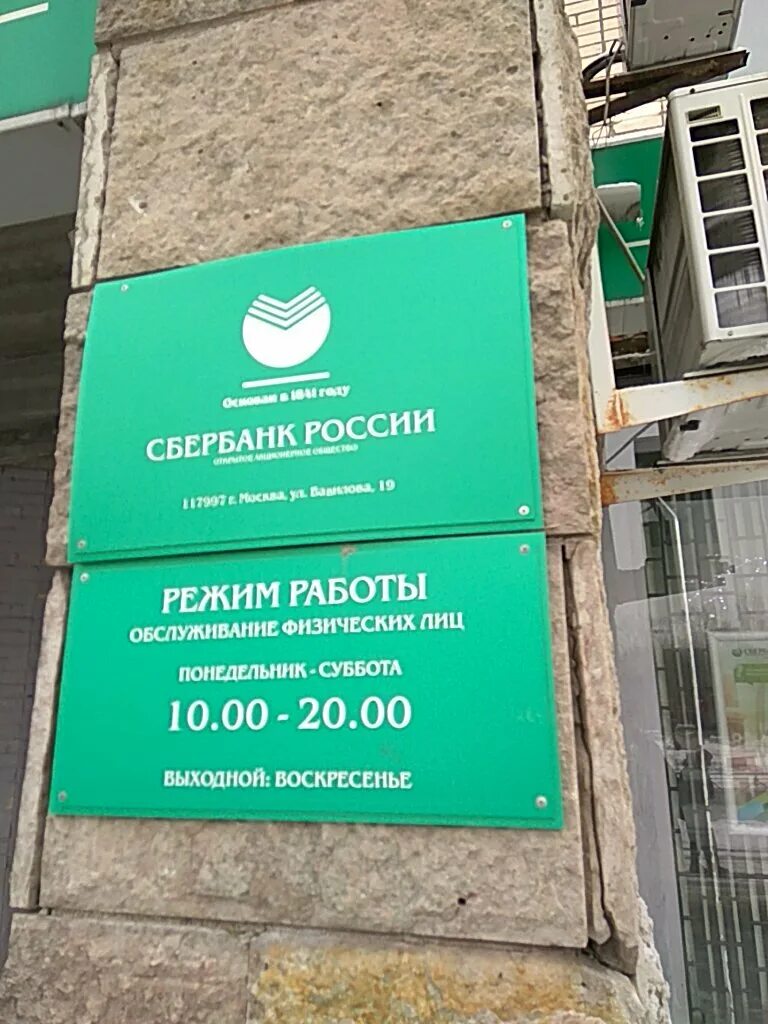 Основан в 1841 году
СБЕРБАНК РОССИИ
ОТКРЫТОЕ АКЦИОНЕРНОЕ ОБЩЕСТВО
117997 г. Москва, ул. Вавилова, 19
РЕЖИМ РАБОТЫ
ОБСЛУЖИВАНИЕ ФИЗИЧЕСКИХ ЛИЦ
ПОНЕДЕЛЬНИК - СУББОТА
10.00 - 20.00
ВЫХОДНОЙ: ВОСКРЕСЕНЬЕ